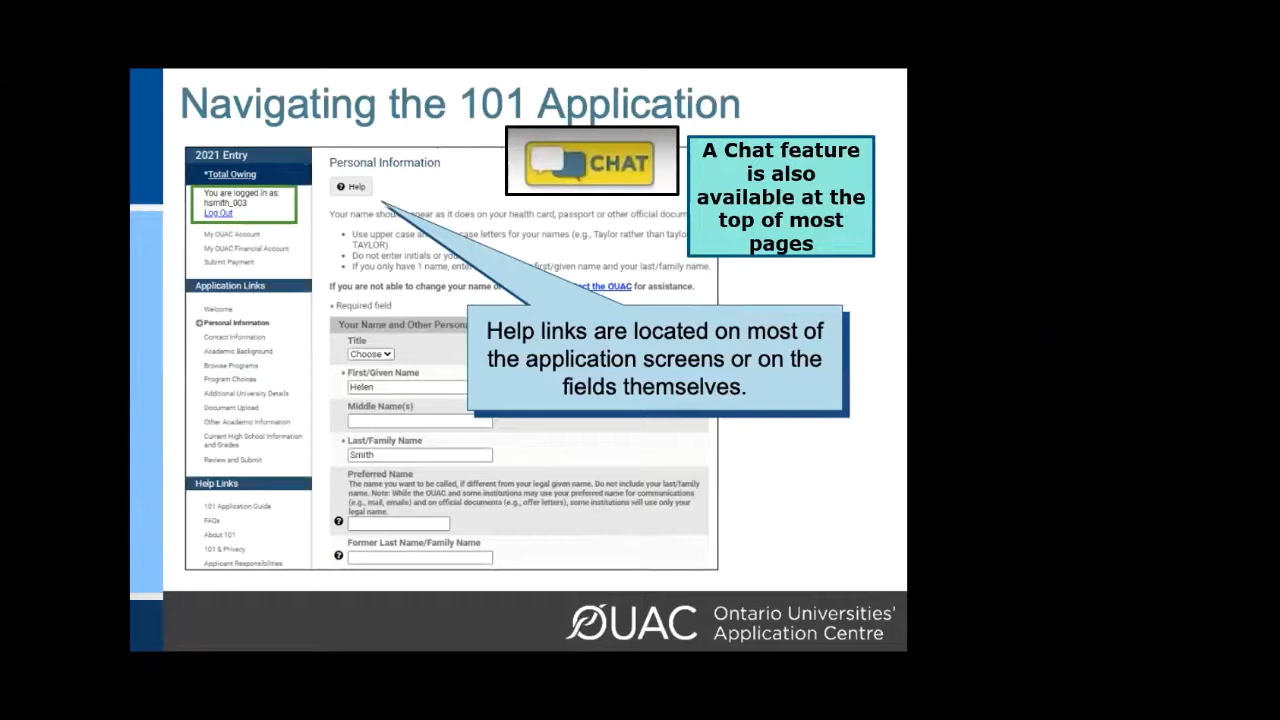 Navigating the 101 Application
CHAT
A Chat feature
is also
available at the
top of most
pages
2021 Entry
*Total Owing
You are logged in as:
hsmith_003
Log Out
My OUAC Account
My OUAC Financial Account
Submit Payment
Application Links
Welcome
Personal Information
Contact Information
Academic Background
Browse Programs
Program Choices
Additional University Details
Document Upload
Other Academic Information
Current High School Information
and Grades
Review and Submit
Help Links
101 Application Guide
FAQs
About 101
101 & Privacy
Applicant Responsibilities
Personal Information
Help
Your name should appear as it does on your health card, passport or other official
• Use upper case and case letters for your names (e.g., Taylor rather than taylo
TAYLOR).
• Do not enter initials or
• If you only have 1 name, enter first/given name and your last/family name.
If you are not able to change your name the OUAC for assistance.
• Required field
Help links are located on most of
the application screens or on the
fields themselves.
Your Name and Other
Title
Choose
• First/Given Name
Helen
Middle Name(s)
• Last/Family Name
Smith
Preferred Name
The name you want to be called, if different from your legal given name. Do not include your last/family
name. Note: While the OUAC and some institutions may use your preferred name for communications
(e.g., mail, emails) and on official documents (e.g., offer letters), some institutions will use only your
legal name.
Former Last Name/Family Name
OUAC
Ontario Universities'
Application Centre